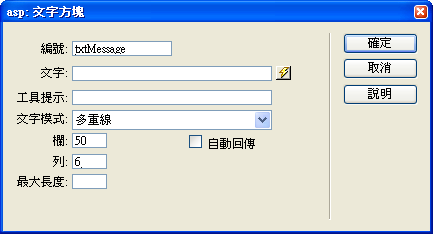 asp: 文字方塊
編號: txtMessage
確定
文字:
取消
工具提示:
說明
文字模式: 多重線
欄: 50
自動回傳
列: 6
最大長度: